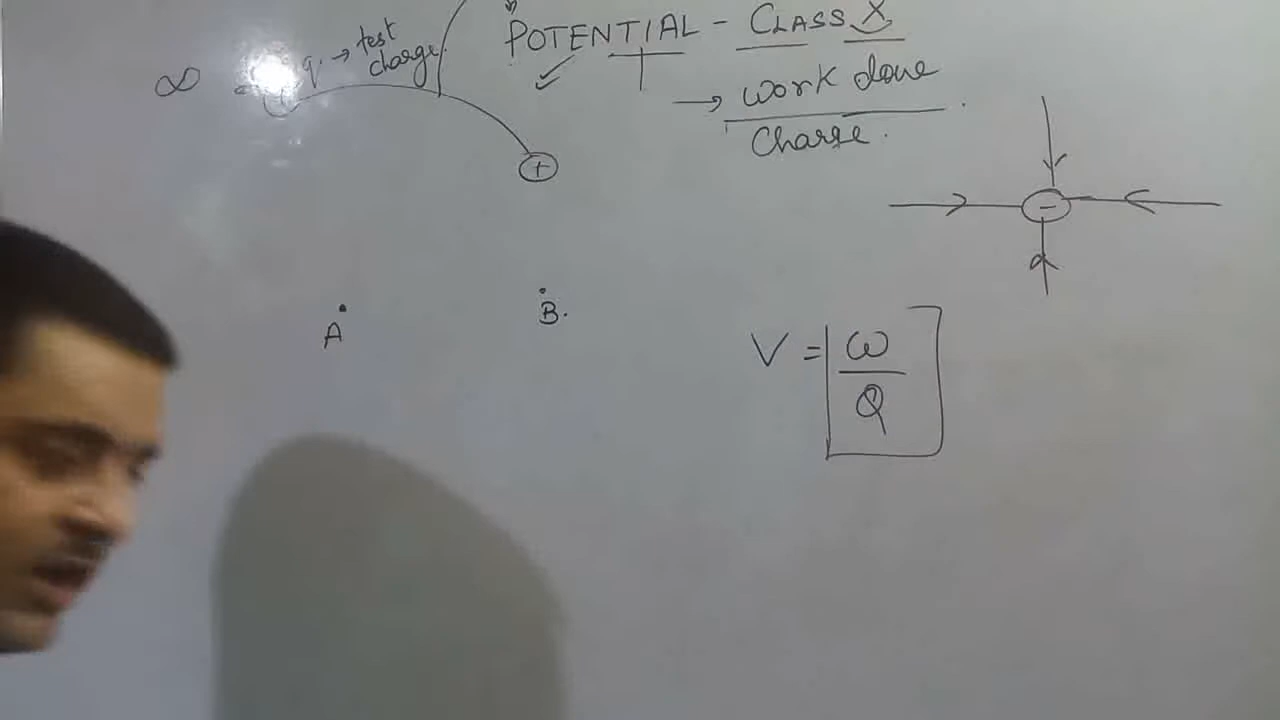 POTENTIAL - CLASS X
∞ q → test
charge
→ work done
Charge.
+
-
A
B.
V = W
Q